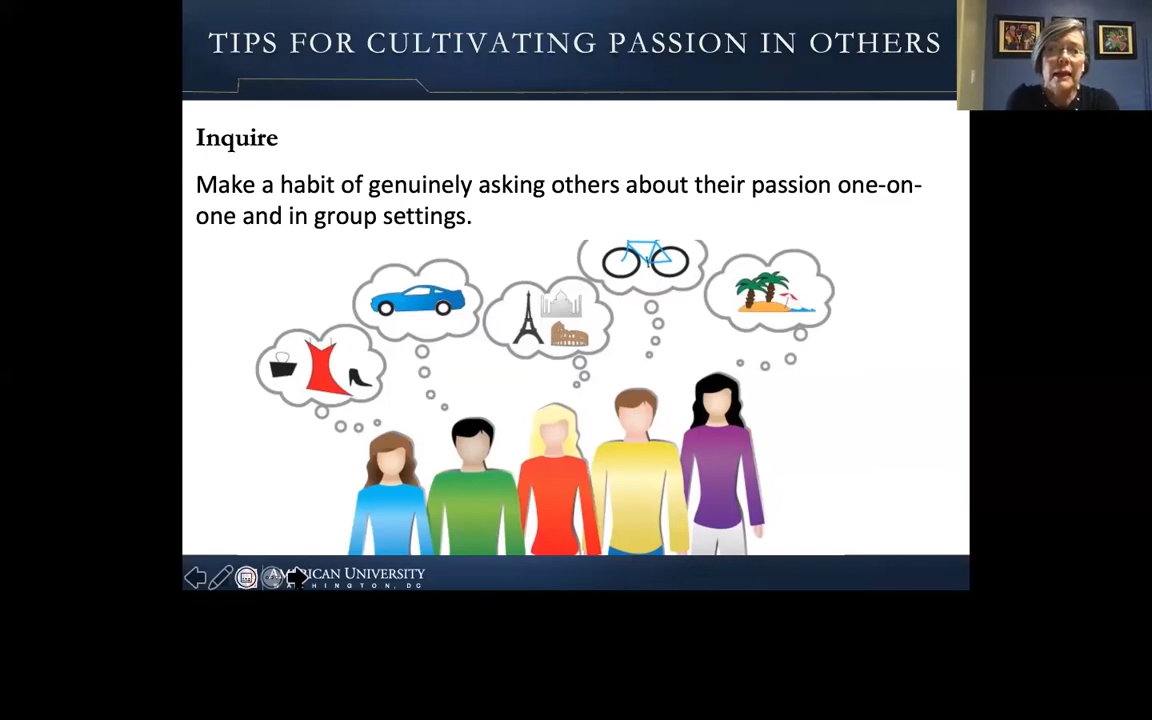 TIPS FOR CULTIVATING PASSION IN OTHERS
Inquire
Make a habit of genuinely asking others about their passion one-on-
one and in group settings.
AMERICAN UNIVERSITY
WASHINGTON, DC